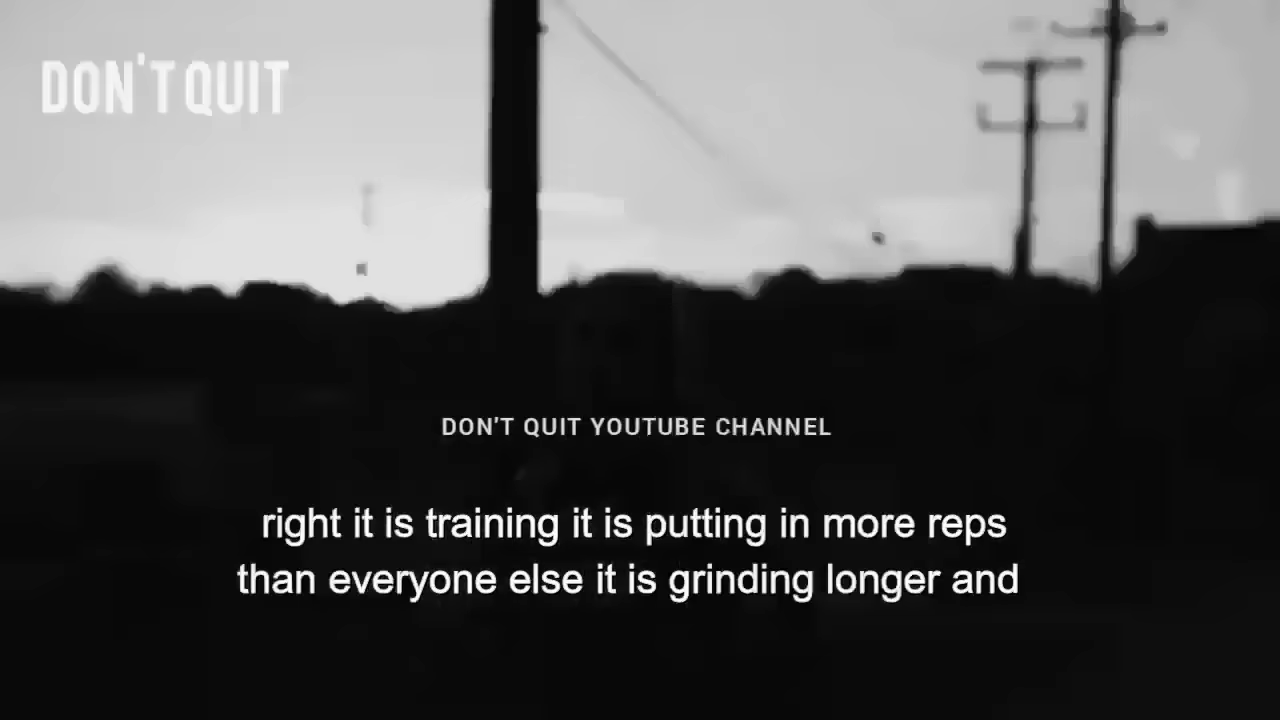 DON'T QUIT
DON'T QUIT YOUTUBE CHANNEL
right it is training it is putting in more reps
than everyone else it is grinding longer and